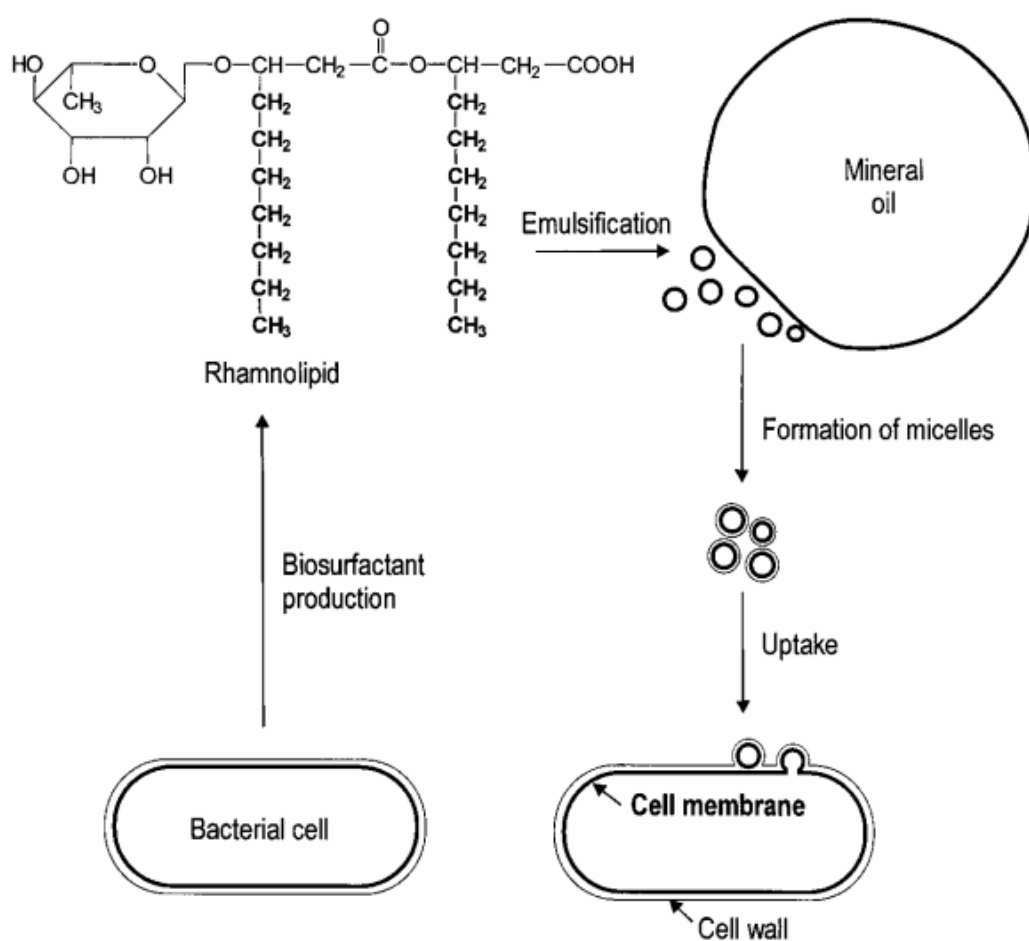 HO
O
O—CH—CH2—C—O—CH—CH2—COOH
O
CH3
OH
OH
CH2 CH2
CH2 CH2
CH2 CH2
CH2 CH2
CH2 CH2
CH2 CH2
CH3 CH3
Rhamnolipid
Emulsification
Mineral
oil
Formation of micelles
Biosurfactant
production
Uptake
Bacterial cell
Cell membrane
Cell wall